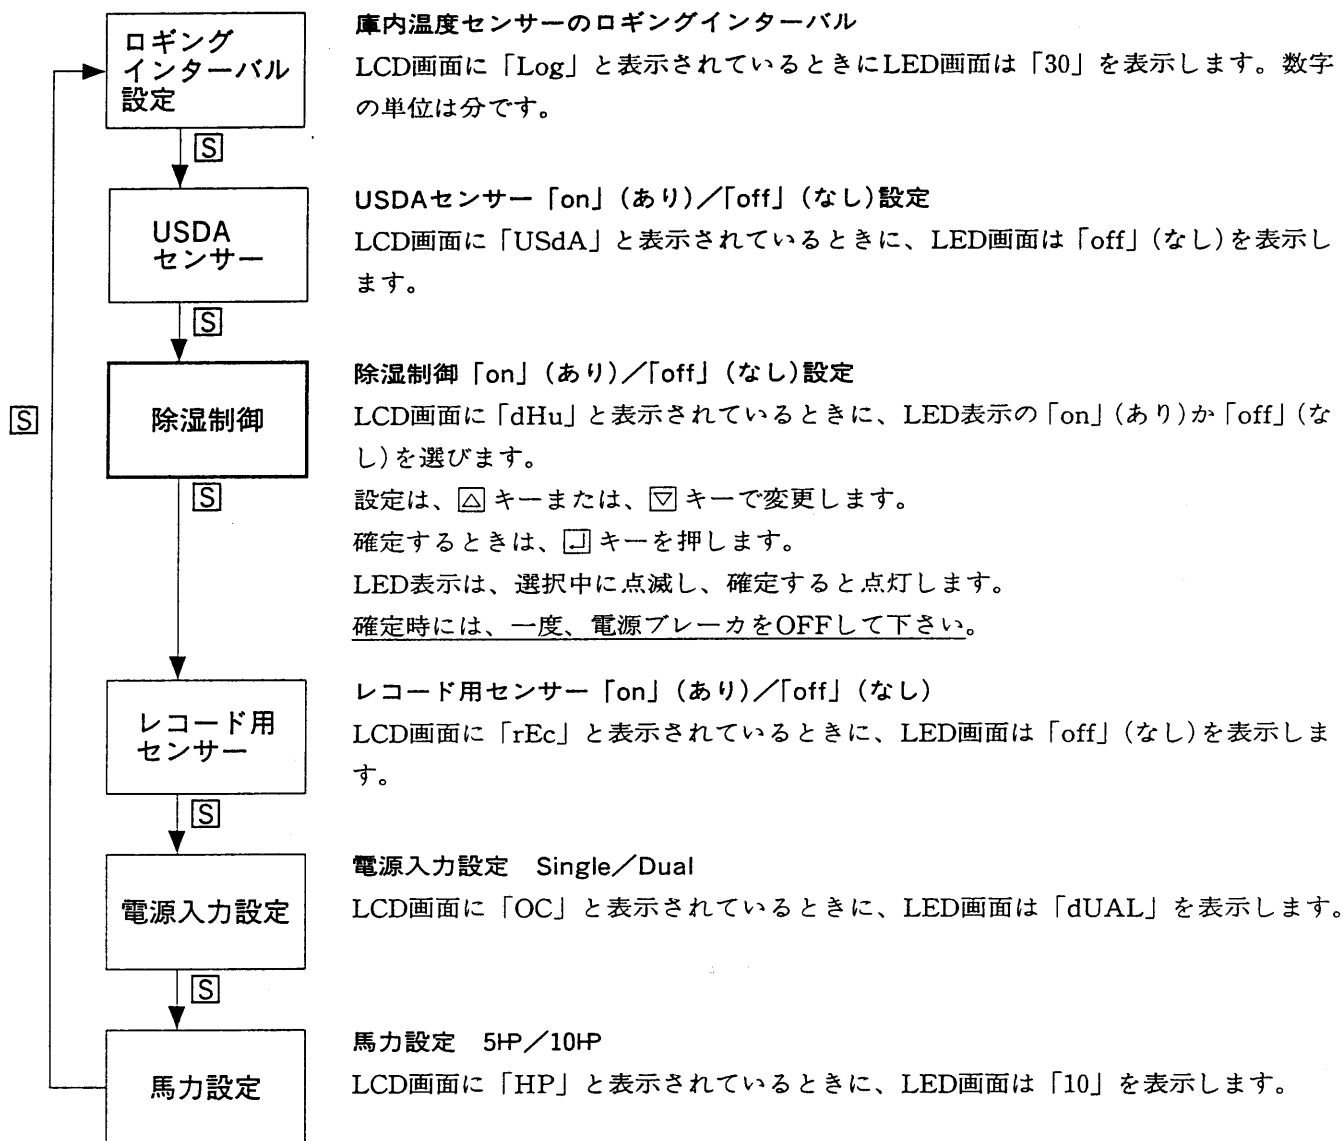 ロギング
インターバル
設定
庫内温度センサーのロギングインターバル
LCD画面に「Log」と表示されているときにLED画面は「30」を表示します。数字
の単位は分です。
S
USDA
センサー
USDAセンサー「on」(あり)／「off」(なし)設定
LCD画面に「USdA」と表示されているときに、LED画面は「off」(なし)を表示し
ます。
S
除湿制御
除湿制御「on」(あり)／「off」(なし)設定
LCD画面に「dHu」と表示されているときに、LED表示の「on」(あり)か「off」(な
し)を選びます。
設定は、△キーまたは、▽キーで変更します。
確定するときは、⏎キーを押します。
LED表示は、選択中に点滅し、確定すると点灯します。
確定時には、一度、電源ブレーカをOFFして下さい。
S
S
レコード用
センサー
レコード用センサー「on」(あり)／「off」(なし)
LCD画面に「rEc」と表示されているときに、LED画面は「off」(なし)を表示しま
す。
S
電源入力設定
電源入力設定　Single／Dual
LCD画面に「OC」と表示されているときに、LED画面は「dUAL」を表示します。
S
馬力設定
馬力設定　5HP／10HP
LCD画面に「HP」と表示されているときに、LED画面は「10」を表示します。